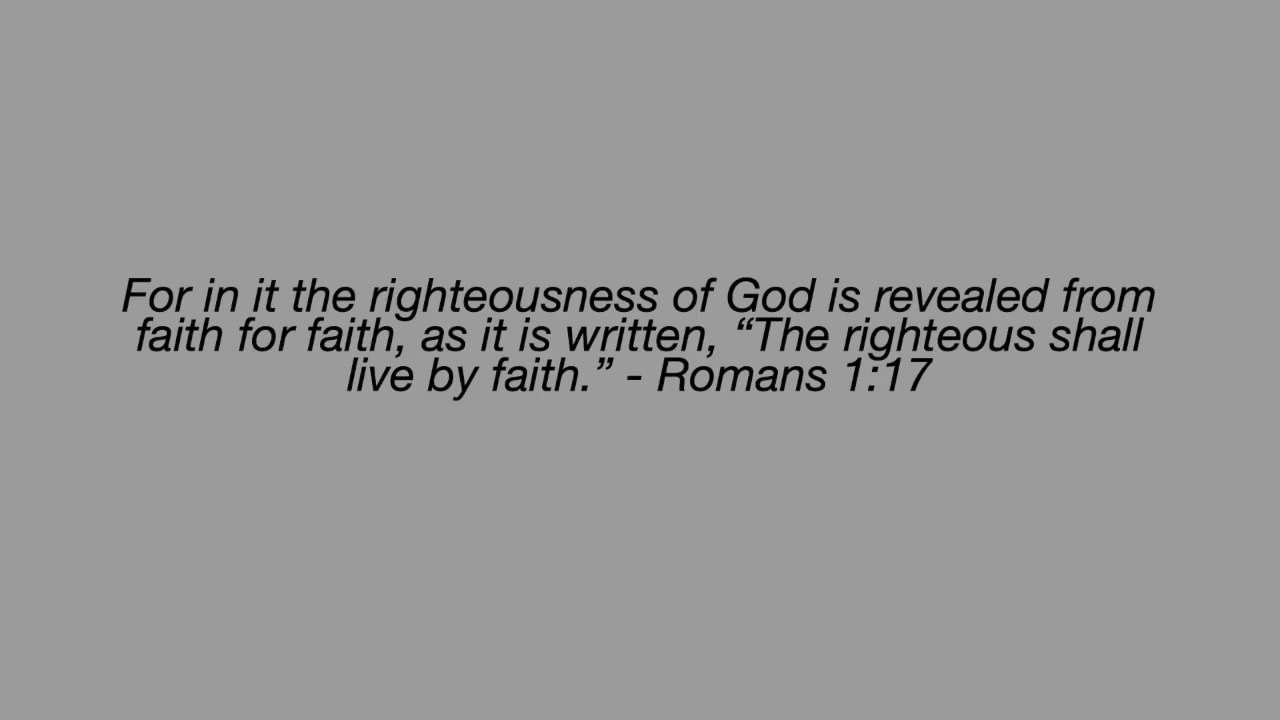 For in it the righteousness of God is revealed from
faith for faith, as it is written, “The righteous shall
live by faith.” - Romans 1:17